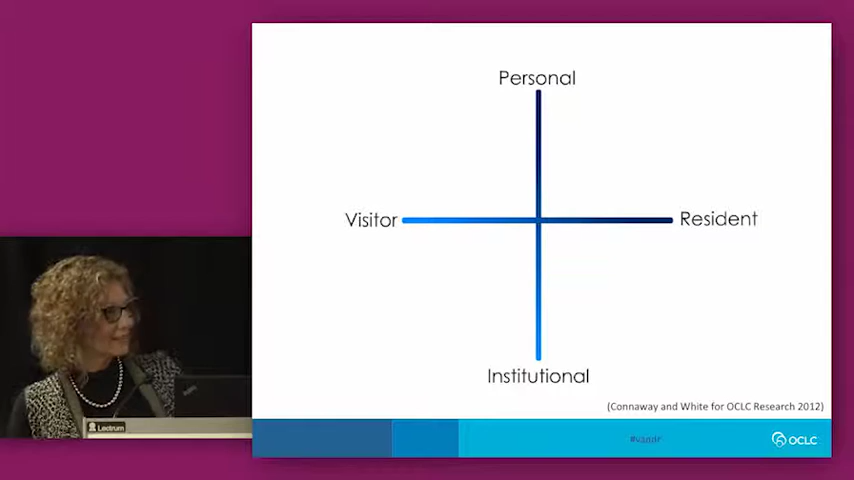 Personal
Visitor
Resident
Institutional
(Connaway and White for OCLC Research 2012)
#vandr
OCLC
Lectrum